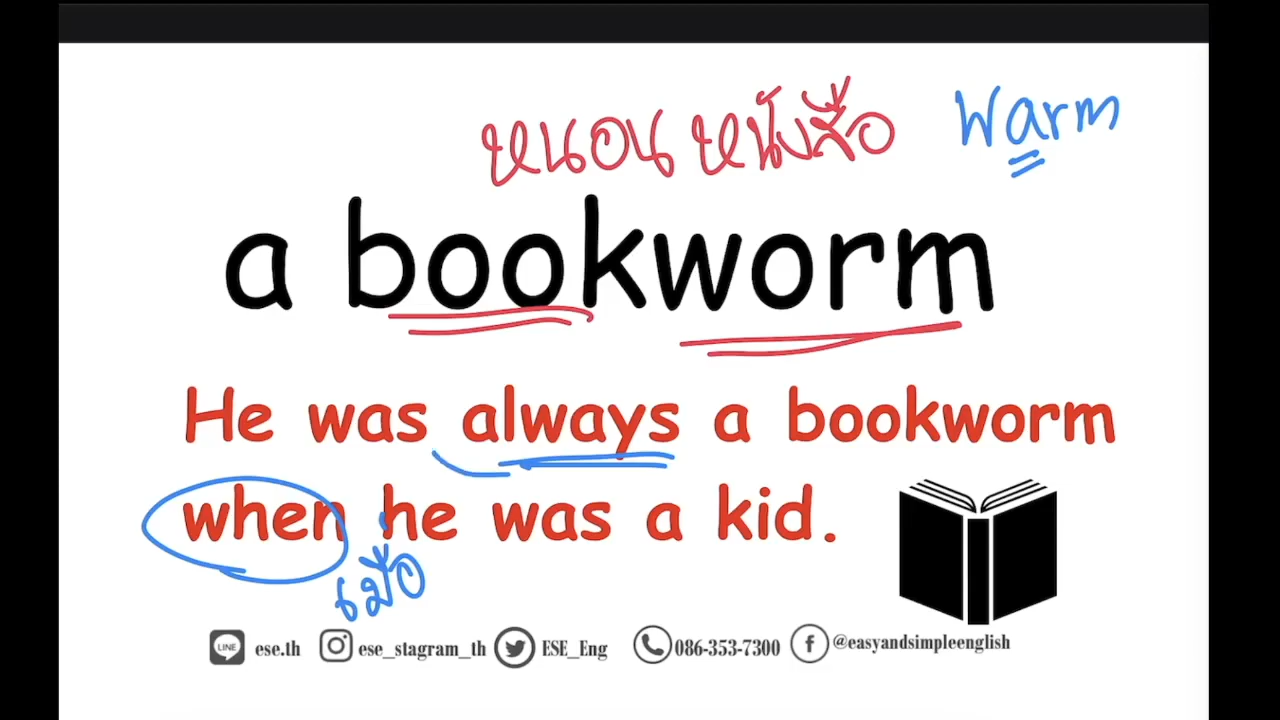 หนอน หนังสือ warm
a bookworm
He was always a bookworm
when he was a kid.
เมื่อ
LINE ese.th ese_stagram_th ESE_Eng 086-353-7300 f @easyandsimpleenglish